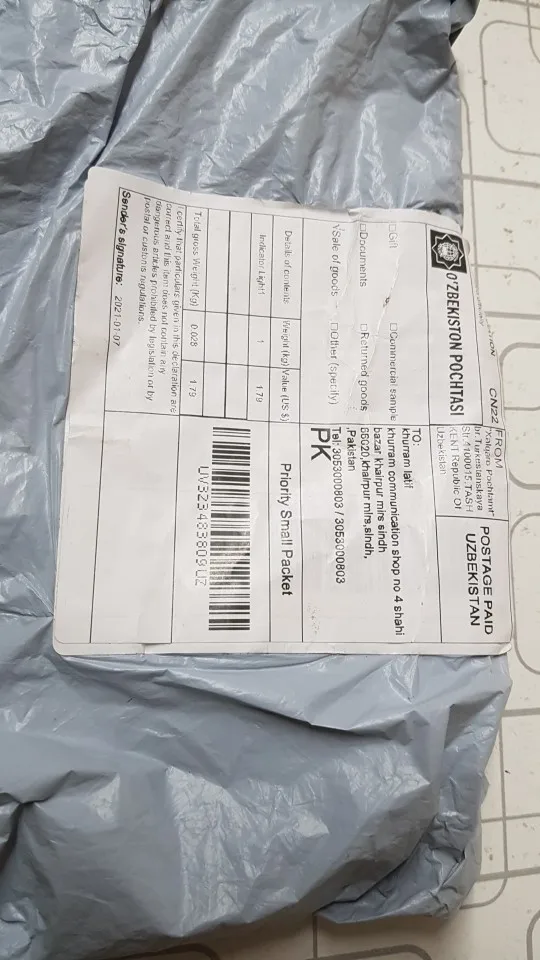 CN22
O'ZBEKISTON POCHTASI
☐Gift ☐Commercial sample
☐Documents ☐Returned goods
√Sale of goods ☐Other (specify)
Details of contents Weight (kg) Value (US $)
Indicator Light1 1 1.79
Total gross Weight (Kg) 0.028 1.79
I certify that particulars given in this declaration are
correct and this item does not contain any
dangerous articles prohibited by legislation or by
postal or customs regulations.
Sender's signature: 2021-01-07
FROM
Str.,100015,TASH
KENT Republic Of
Uzbekistan
POSTAGE PAID
UZBEKISTAN
TO:
khurram latif
khurram communication shop no 4 shahi
bazar khairpur mirs sindh
66020,khairpur mirs,sindh,
Pakistan
Tel:3053000803 / 3053000803
PK
Priority Small Packet
UV323483809UZ